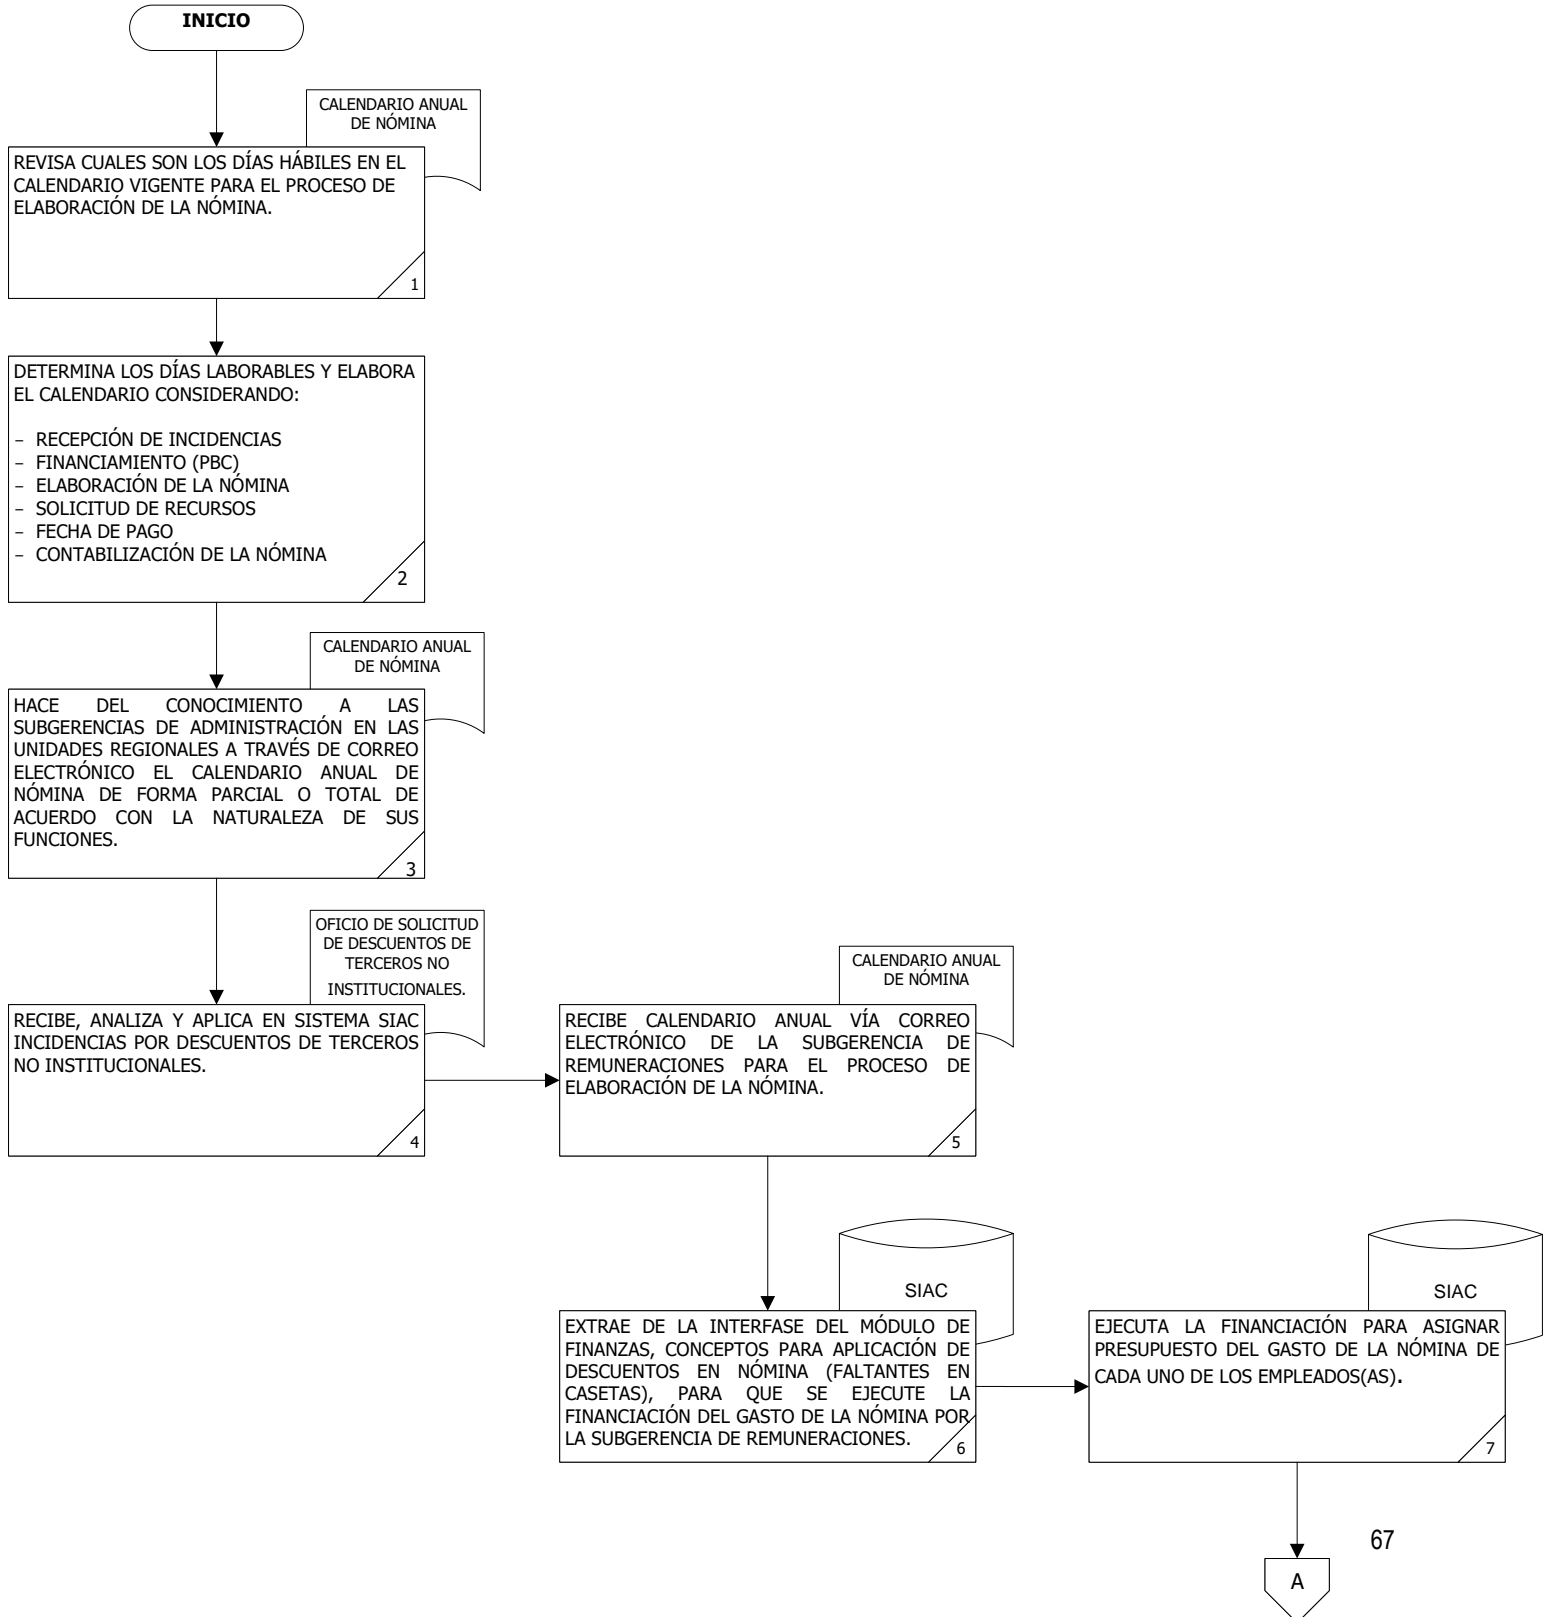 INICIO
CALENDARIO ANUAL
DE NÓMINA
REVISA CUALES SON LOS DÍAS HÁBILES EN EL
CALENDARIO VIGENTE PARA EL PROCESO DE
ELABORACIÓN DE LA NÓMINA.
1
DETERMINA LOS DÍAS LABORABLES Y ELABORA
EL CALENDARIO CONSIDERANDO:
- RECEPCIÓN DE INCIDENCIAS
- FINANCIAMIENTO (PBC)
- ELABORACIÓN DE LA NÓMINA
- SOLICITUD DE RECURSOS
- FECHA DE PAGO
- CONTABILIZACIÓN DE LA NÓMINA
2
CALENDARIO ANUAL
DE NÓMINA
HACE DEL CONOCIMIENTO A LAS
SUBGERENCIAS DE ADMINISTRACIÓN EN LAS
UNIDADES REGIONALES A TRAVÉS DE CORREO
ELECTRÓNICO EL CALENDARIO ANUAL DE
NÓMINA DE FORMA PARCIAL O TOTAL DE
ACUERDO CON LA NATURALEZA DE SUS
FUNCIONES.
3
OFICIO DE SOLICITUD
DE DESCUENTOS DE
TERCEROS NO
INSTITUCIONALES.
RECIBE, ANALIZA Y APLICA EN SISTEMA SIAC
INCIDENCIAS POR DESCUENTOS DE TERCEROS
NO INSTITUCIONALES.
4
CALENDARIO ANUAL
DE NÓMINA
RECIBE CALENDARIO ANUAL VÍA CORREO
ELECTRÓNICO DE LA SUBGERENCIA DE
REMUNERACIONES PARA EL PROCESO DE
ELABORACIÓN DE LA NÓMINA.
5
SIAC
EXTRAE DE LA INTERFASE DEL MÓDULO DE
FINANZAS, CONCEPTOS PARA APLICACIÓN DE
DESCUENTOS EN NÓMINA (FALTANTES EN
CASETAS), PARA QUE SE EJECUTE LA
FINANCIACIÓN DEL GASTO DE LA NÓMINA POR
LA SUBGERENCIA DE REMUNERACIONES.
6
SIAC
EJECUTA LA FINANCIACIÓN PARA ASIGNAR
PRESUPUESTO DEL GASTO DE LA NÓMINA DE
CADA UNO DE LOS EMPLEADOS(AS).
7
67
A